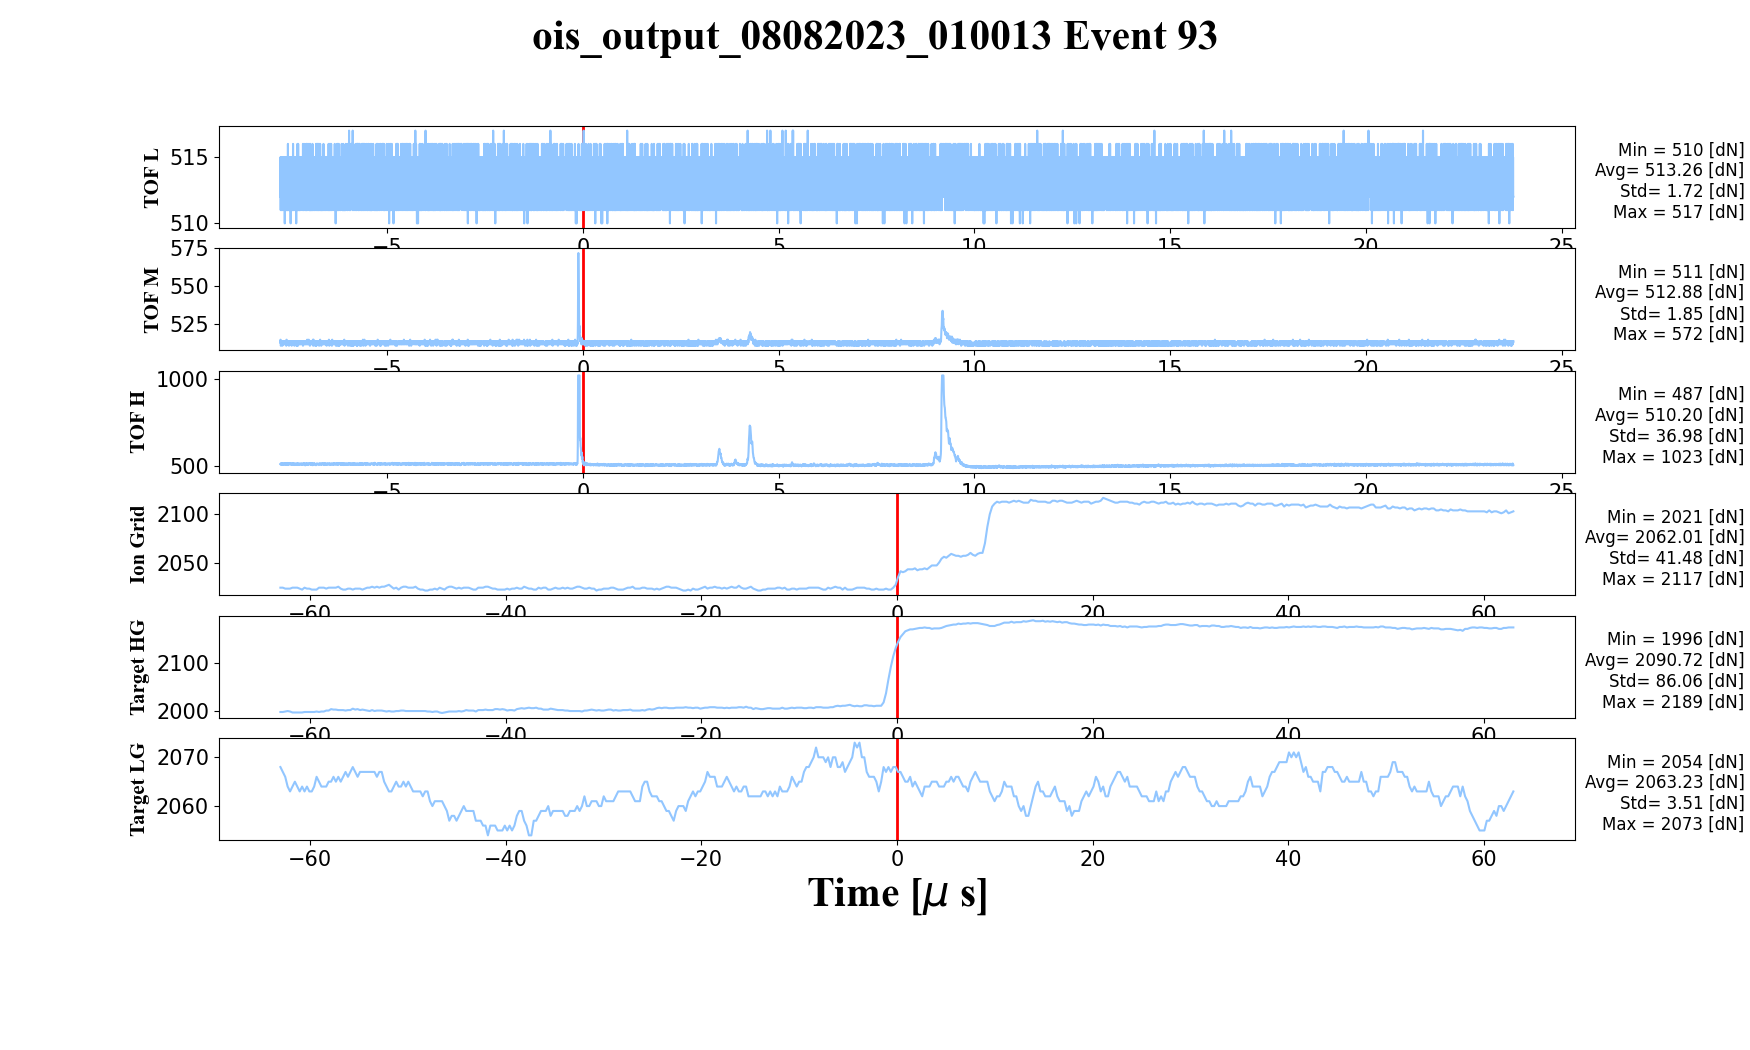 ois_output_08082023_010013 Event 93
TOF L
515
510
Min = 510 [dN]
Avg= 513.26 [dN]
Std= 1.72 [dN]
Max = 517 [dN]
−5 0 5 10 15 20 25
TOF M
575
550
525
Min = 511 [dN]
Avg= 512.88 [dN]
Std= 1.85 [dN]
Max = 572 [dN]
−5 0 5 10 15 20 25
TOF H
1000
500
Min = 487 [dN]
Avg= 510.20 [dN]
Std= 36.98 [dN]
Max = 1023 [dN]
−5 0 5 10 15 20 25
Ion Grid
2100
2050
Min = 2021 [dN]
Avg= 2062.01 [dN]
Std= 41.48 [dN]
Max = 2117 [dN]
−60 −40 −20 0 20 40 60
Target HG
2100
2000
Min = 1996 [dN]
Avg= 2090.72 [dN]
Std= 86.06 [dN]
Max = 2189 [dN]
−60 −40 −20 0 20 40 60
Target LG
2070
2060
Min = 2054 [dN]
Avg= 2063.23 [dN]
Std= 3.51 [dN]
Max = 2073 [dN]
−60 −40 −20 0 20 40 60
Time [μ s]